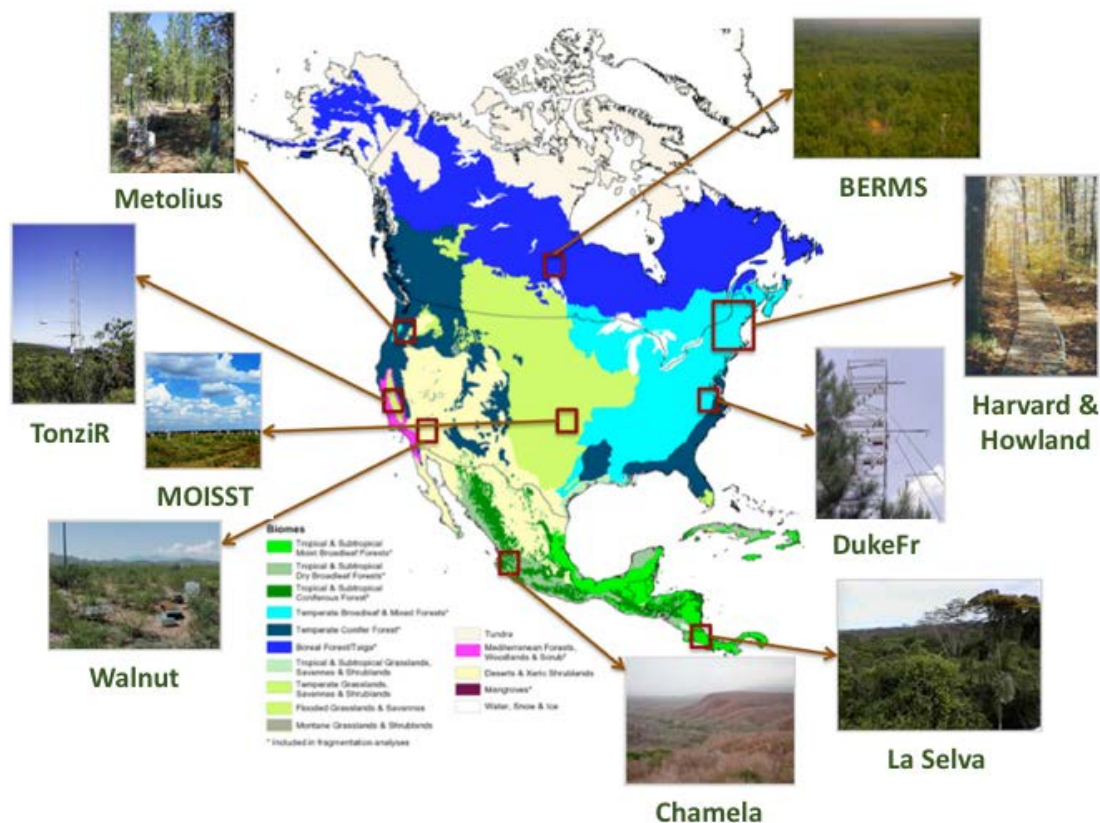 Metolius
BERMS
TonziR
Harvard &
Howland
MOISST
DukeFr
Walnut
La Selva
Chamela
Biomes
Tropical & Subtropical
Moist Broadleaf Forests*
Tropical & Subtropical
Dry Broadleaf Forests*
Tropical & Subtropical
Coniferous Forest*
Temperate Broadleaf & Mixed Forests*
Temperate Conifer Forest*
Boreal Forest/Taiga*
Tropical & Subtropical Grasslands,
Savannas & Shrublands
Temperate Grasslands,
Savannas & Shrublands
Flooded Grasslands & Savannas
Montane Grasslands & Shrublands
* Included in fragmentation analyses
Tundra
Mediterranean Forests,
Woodlands & Scrub*
Deserts & Xeric Shrublands
Mangroves*
Water, Snow & Ice